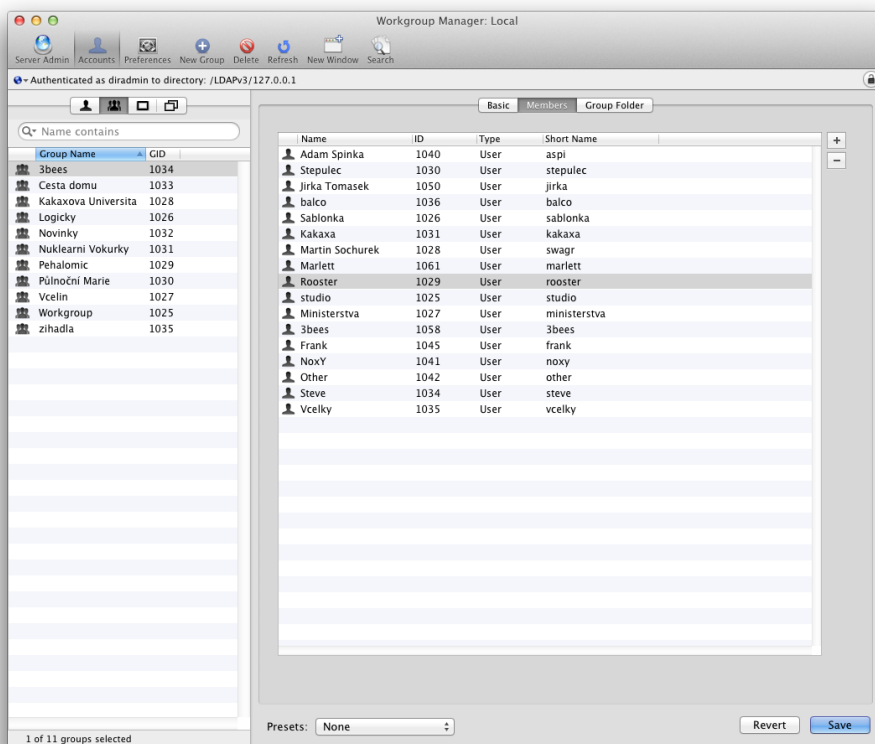 Workgroup Manager: Local
Server Admin Accounts Preferences New Group Delete Refresh New Window Search
Authenticated as diradmin to directory: /LDAPv3/127.0.0.1
Name contains
Group Name GID
3bees 1034
Cesta domu 1033
Kakaxova Universita 1028
Logicky 1026
Novinky 1032
Nuklearni Vokurky 1031
Pehalomic 1029
Půlnoční Marie 1030
Vcelin 1027
Workgroup 1025
zihadla 1035
1 of 11 groups selected
Basic Members Group Folder
Name ID Type Short Name
Adam Spinka 1040 User aspi
Stepulec 1030 User stepulec
Jirka Tomasek 1050 User jirka
balco 1036 User balco
Sablonka 1026 User sablonka
Kakaxa 1031 User kakaxa
Martin Sochurek 1028 User swagr
Marlett 1061 User marlett
Rooster 1029 User rooster
studio 1025 User studio
Ministerstva 1027 User ministerstva
3bees 1058 User 3bees
Frank 1045 User frank
NoxY 1041 User noxy
Other 1042 User other
Steve 1034 User steve
Vcelky 1035 User vcelky
+
−
Presets: None
Revert Save